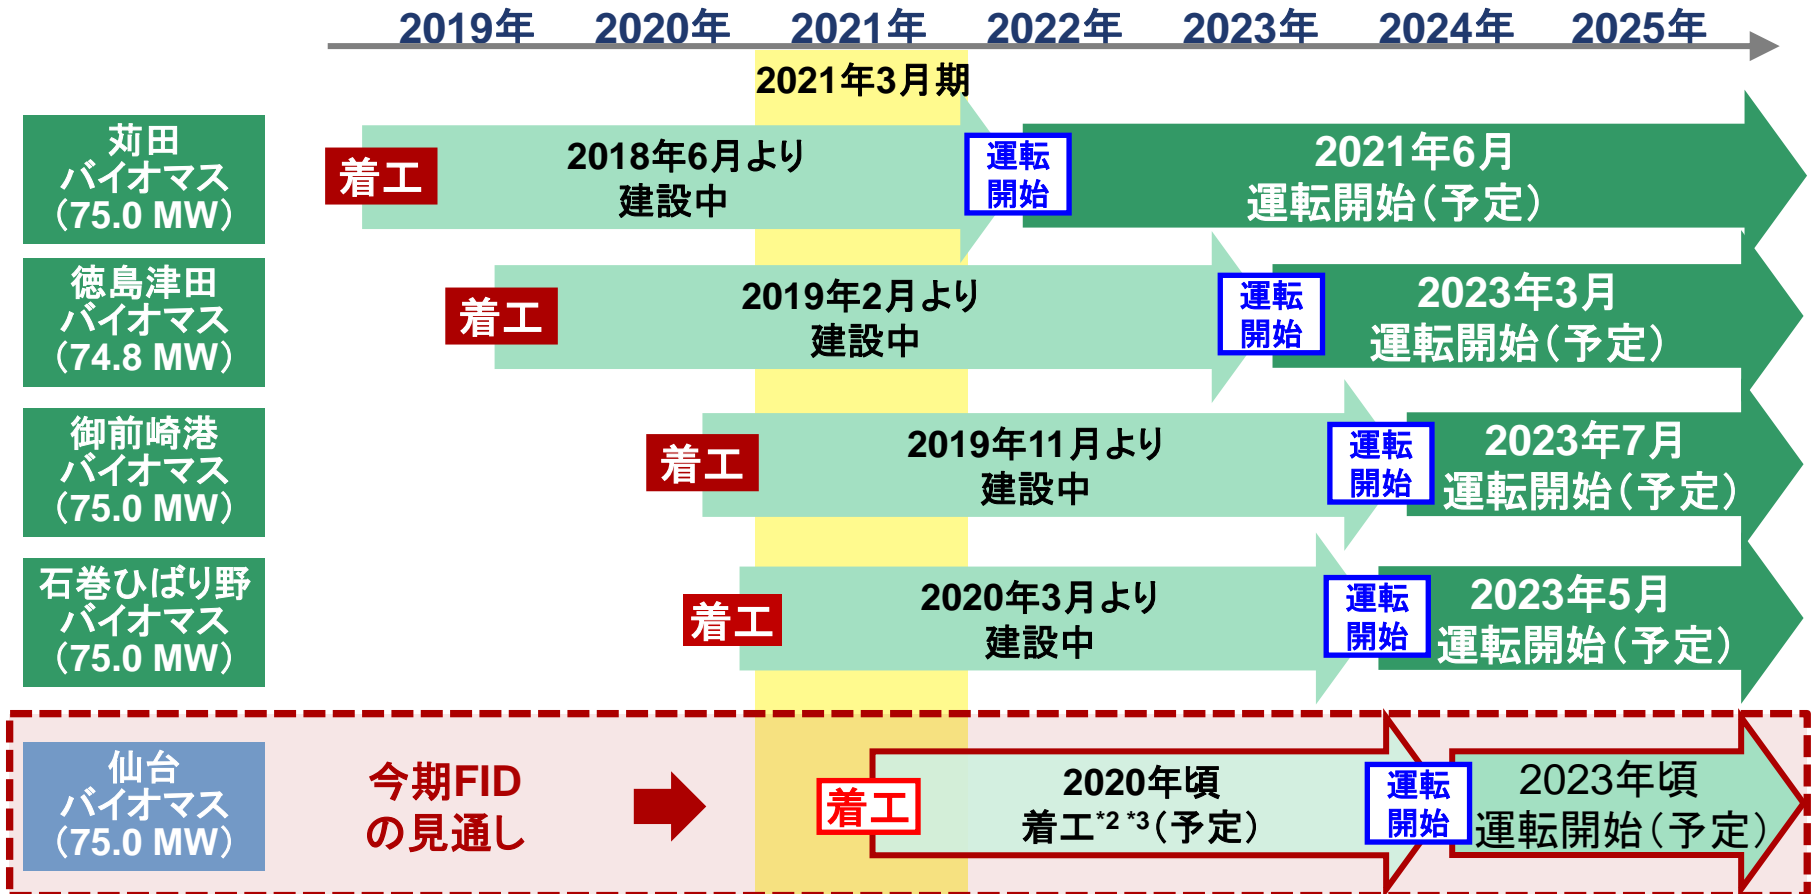 2019年 2020年 2021年 2022年 2023年 2024年 2025年
2021年3月期
苅田
バイオマス
（75.0 MW）
着工
2018年6月より
建設中
運転
開始
2021年6月
運転開始（予定）
徳島津田
バイオマス
（74.8 MW）
着工
2019年2月より
建設中
運転
開始
2023年3月
運転開始（予定）
御前崎港
バイオマス
（75.0 MW）
着工
2019年11月より
建設中
運転
開始
2023年7月
運転開始（予定）
石巻ひばり野
バイオマス
（75.0 MW）
着工
2020年3月より
建設中
運転
開始
2023年5月
運転開始（予定）
仙台
バイオマス
（75.0 MW）
今期FID
の見通し
着工
2020年頃
着工*2 *3（予定）
運転
開始
2023年頃
運転開始（予定）